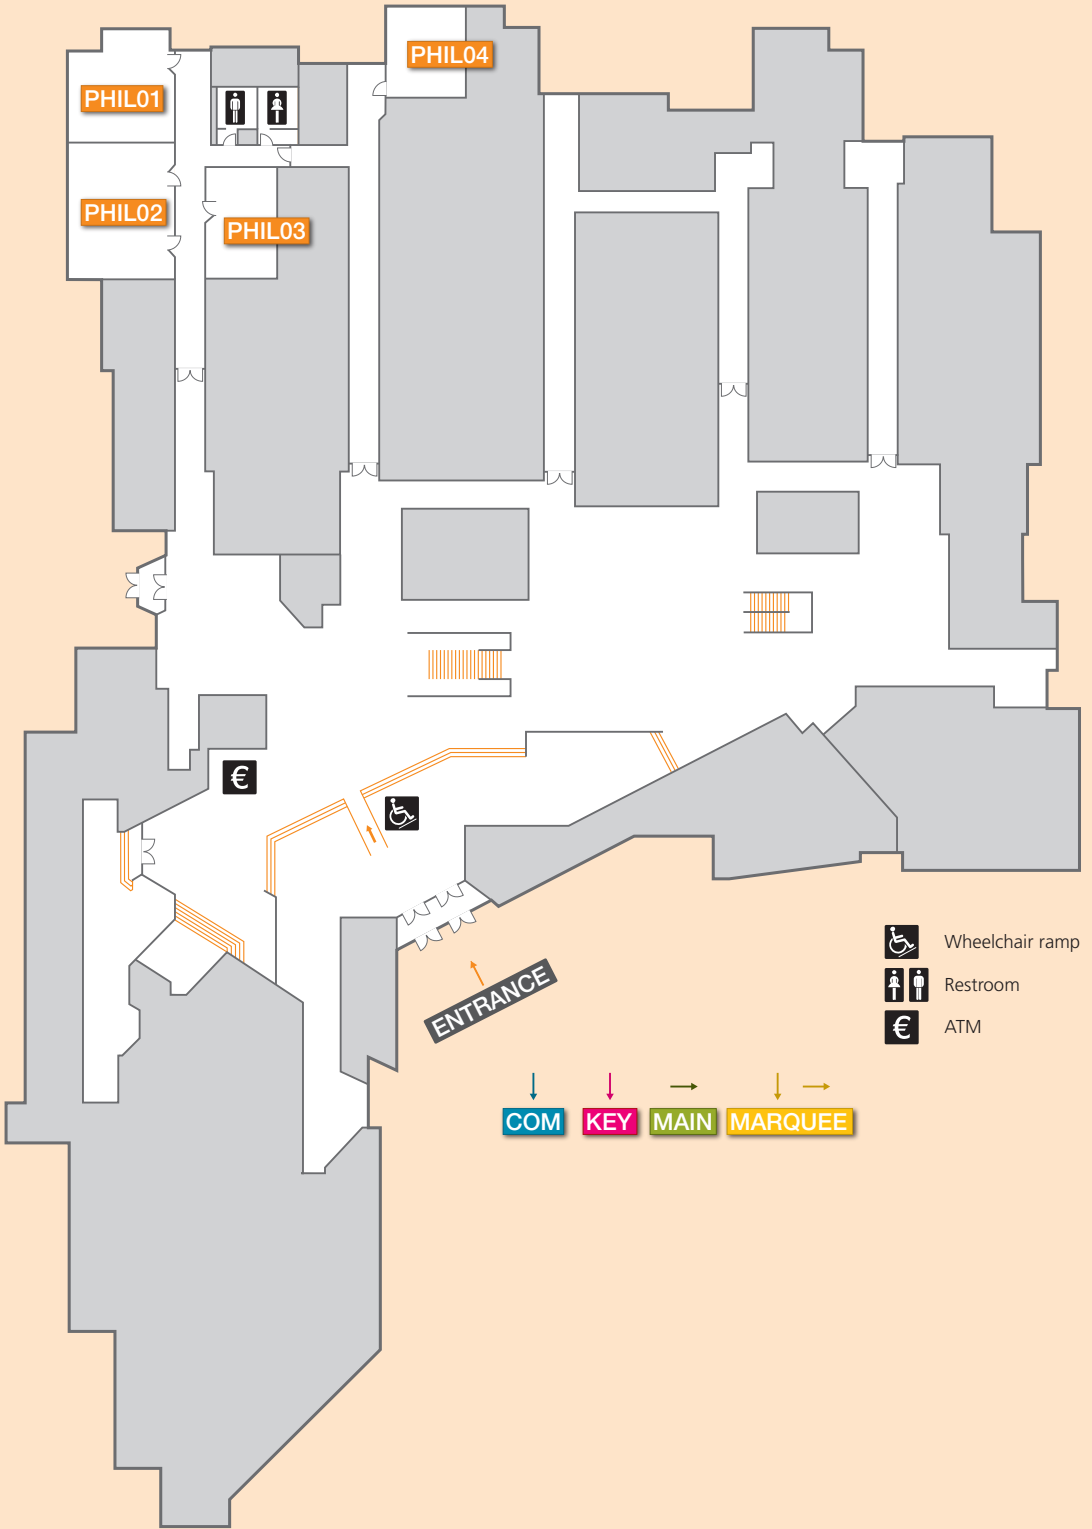 PHIL04
PHIL01
PHIL02
PHIL03
€
Wheelchair ramp
Restroom
€ ATM
ENTRANCE
COM KEY MAIN MARQUEE